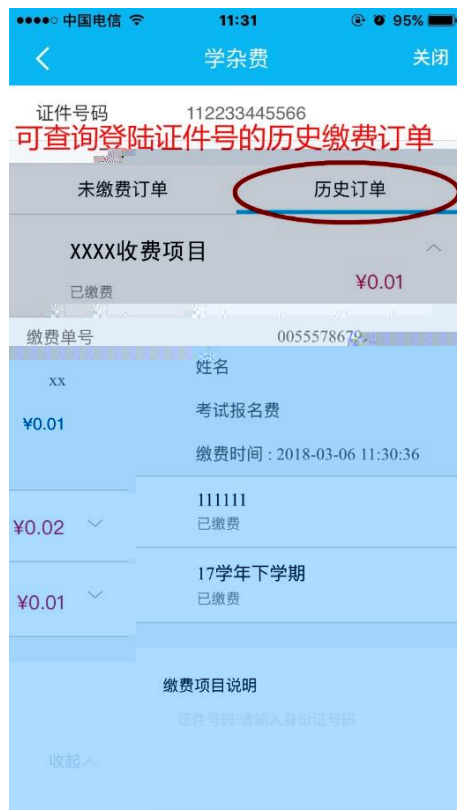 中国电信 11:31 95%
学杂费 关闭
证件号码 112233445566
可查询登陆证件号的历史缴费订单
未缴费订单 历史订单
XXXX收费项目
¥0.01
已缴费
缴费单号 005557867
姓名
xx
考试报名费
¥0.01
缴费时间 : 2018-03-06 11:30:36
111111
¥0.02
已缴费
17学年下学期
¥0.01
已缴费
缴费项目说明
证件号码:请输入身份证号码
收起